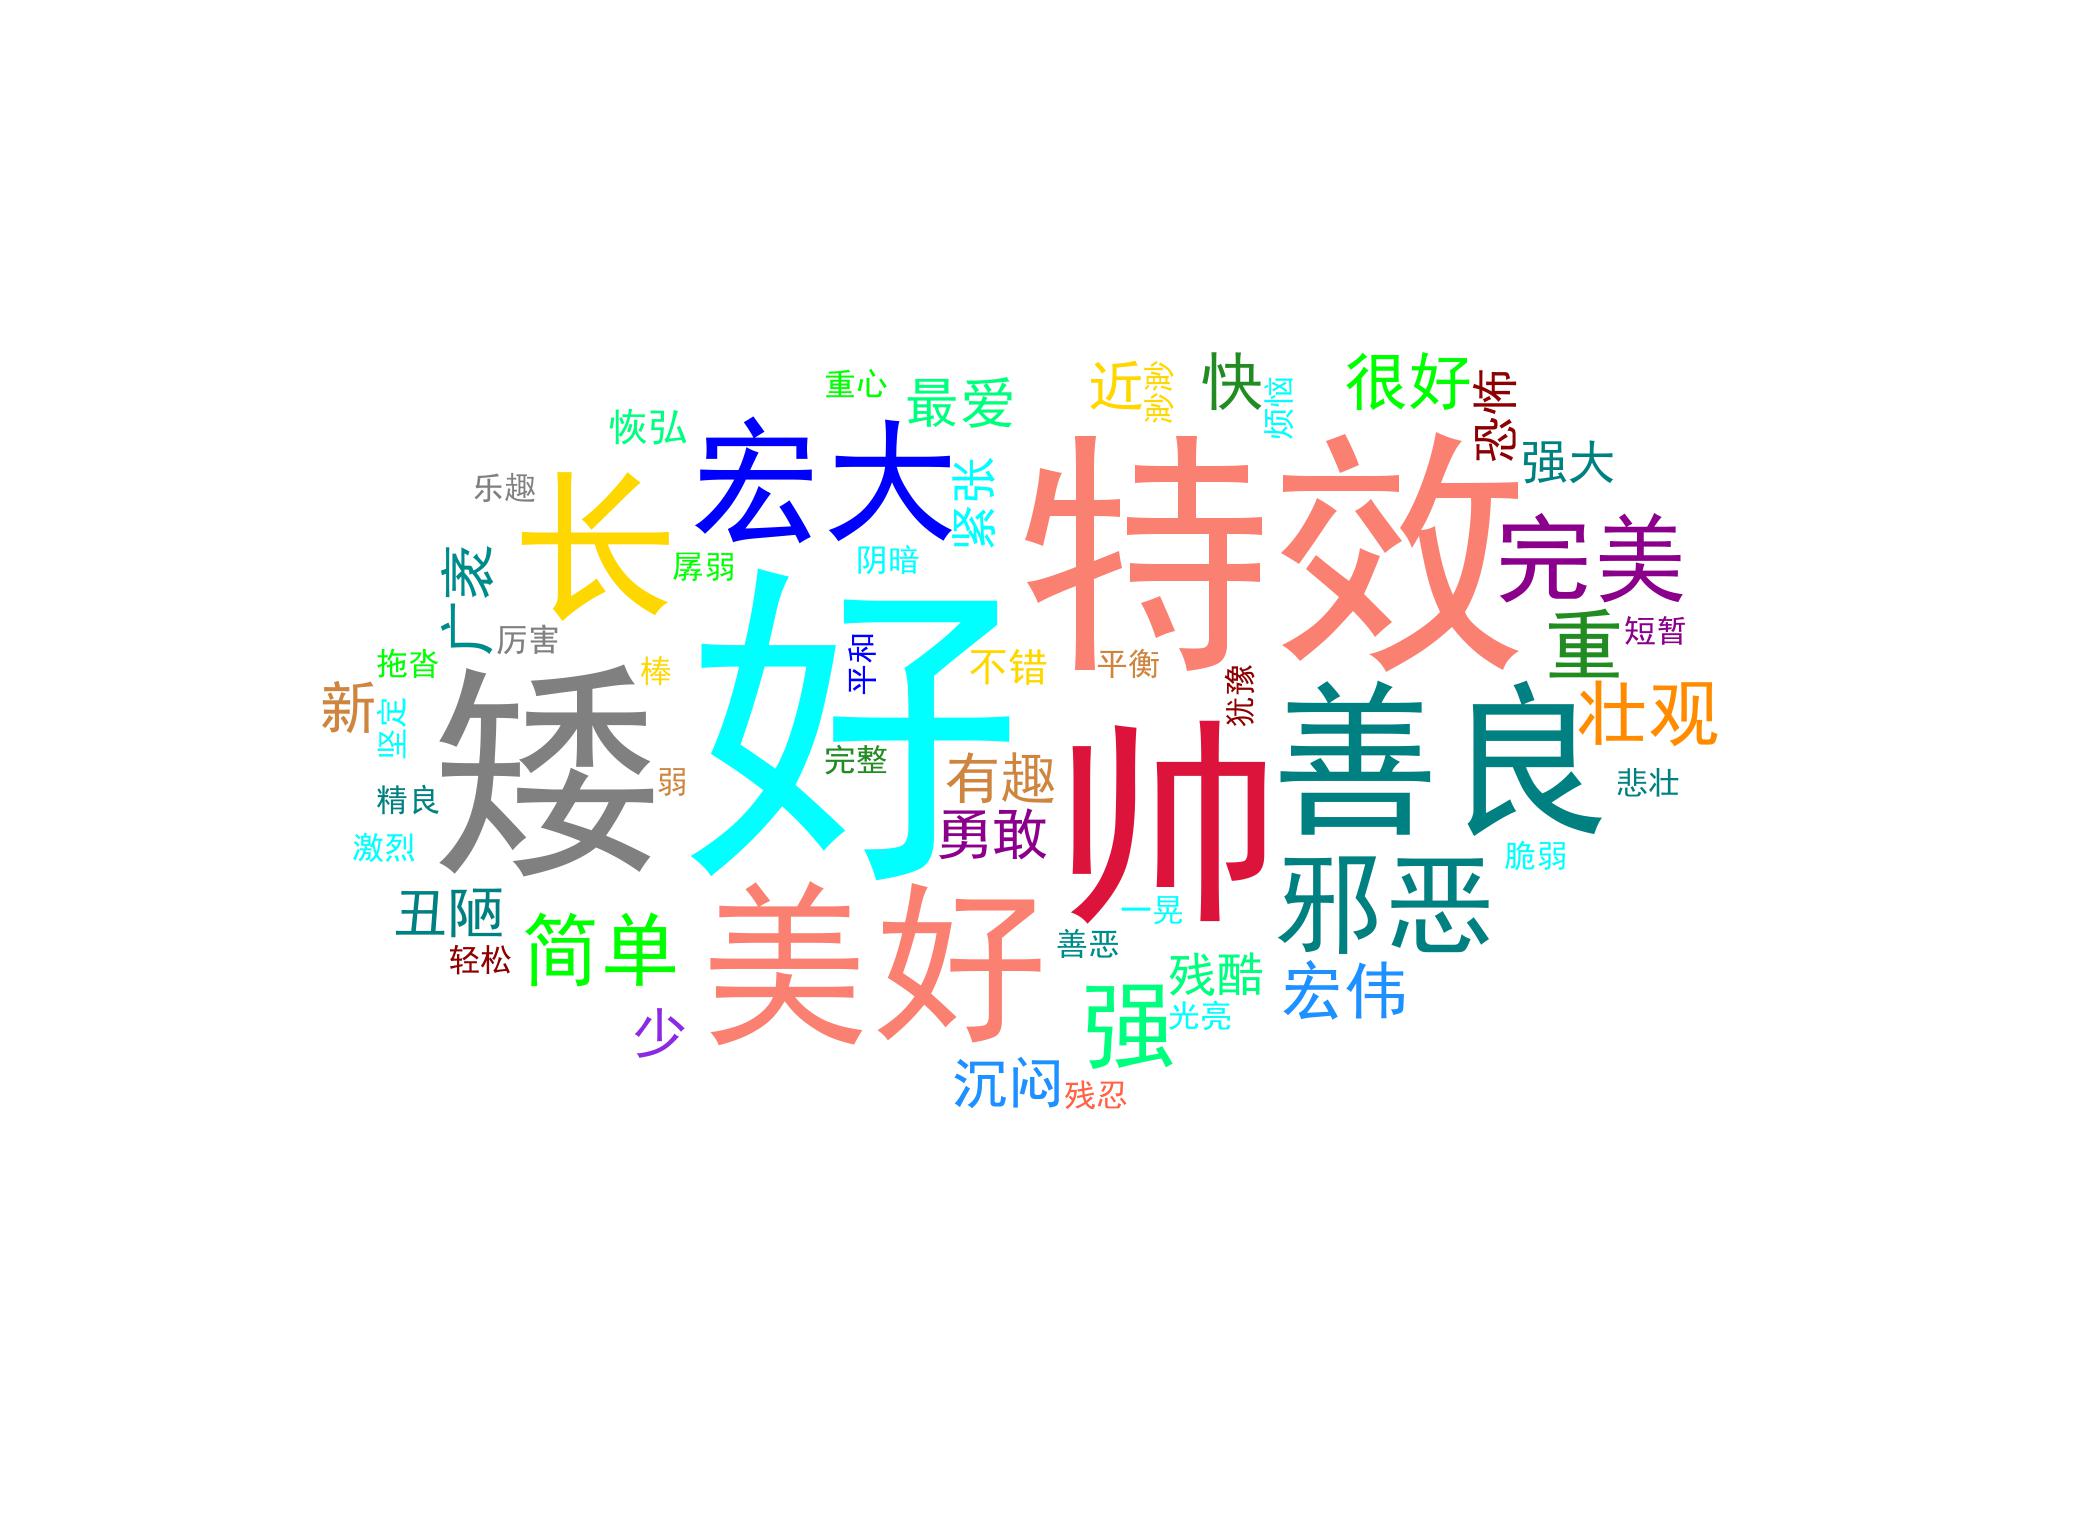 近
渺渺
快
烦恼
很好
恐怖
重心
最爱
恢弘
宏大
紧张
特效
强大
乐趣
长
孱弱
阴暗
完美
广袤
厉害
好
平和
不错
平衡
重
短暂
拖沓
棒
犹豫
新
坚定
矮
弱
完整
有趣
帅
善良
壮观
悲壮
精良
勇敢
激烈
脆弱
丑陋
美好
一晃
邪恶
轻松
简单
善恶
残酷
宏伟
少
强
光亮
沉闷
残忍